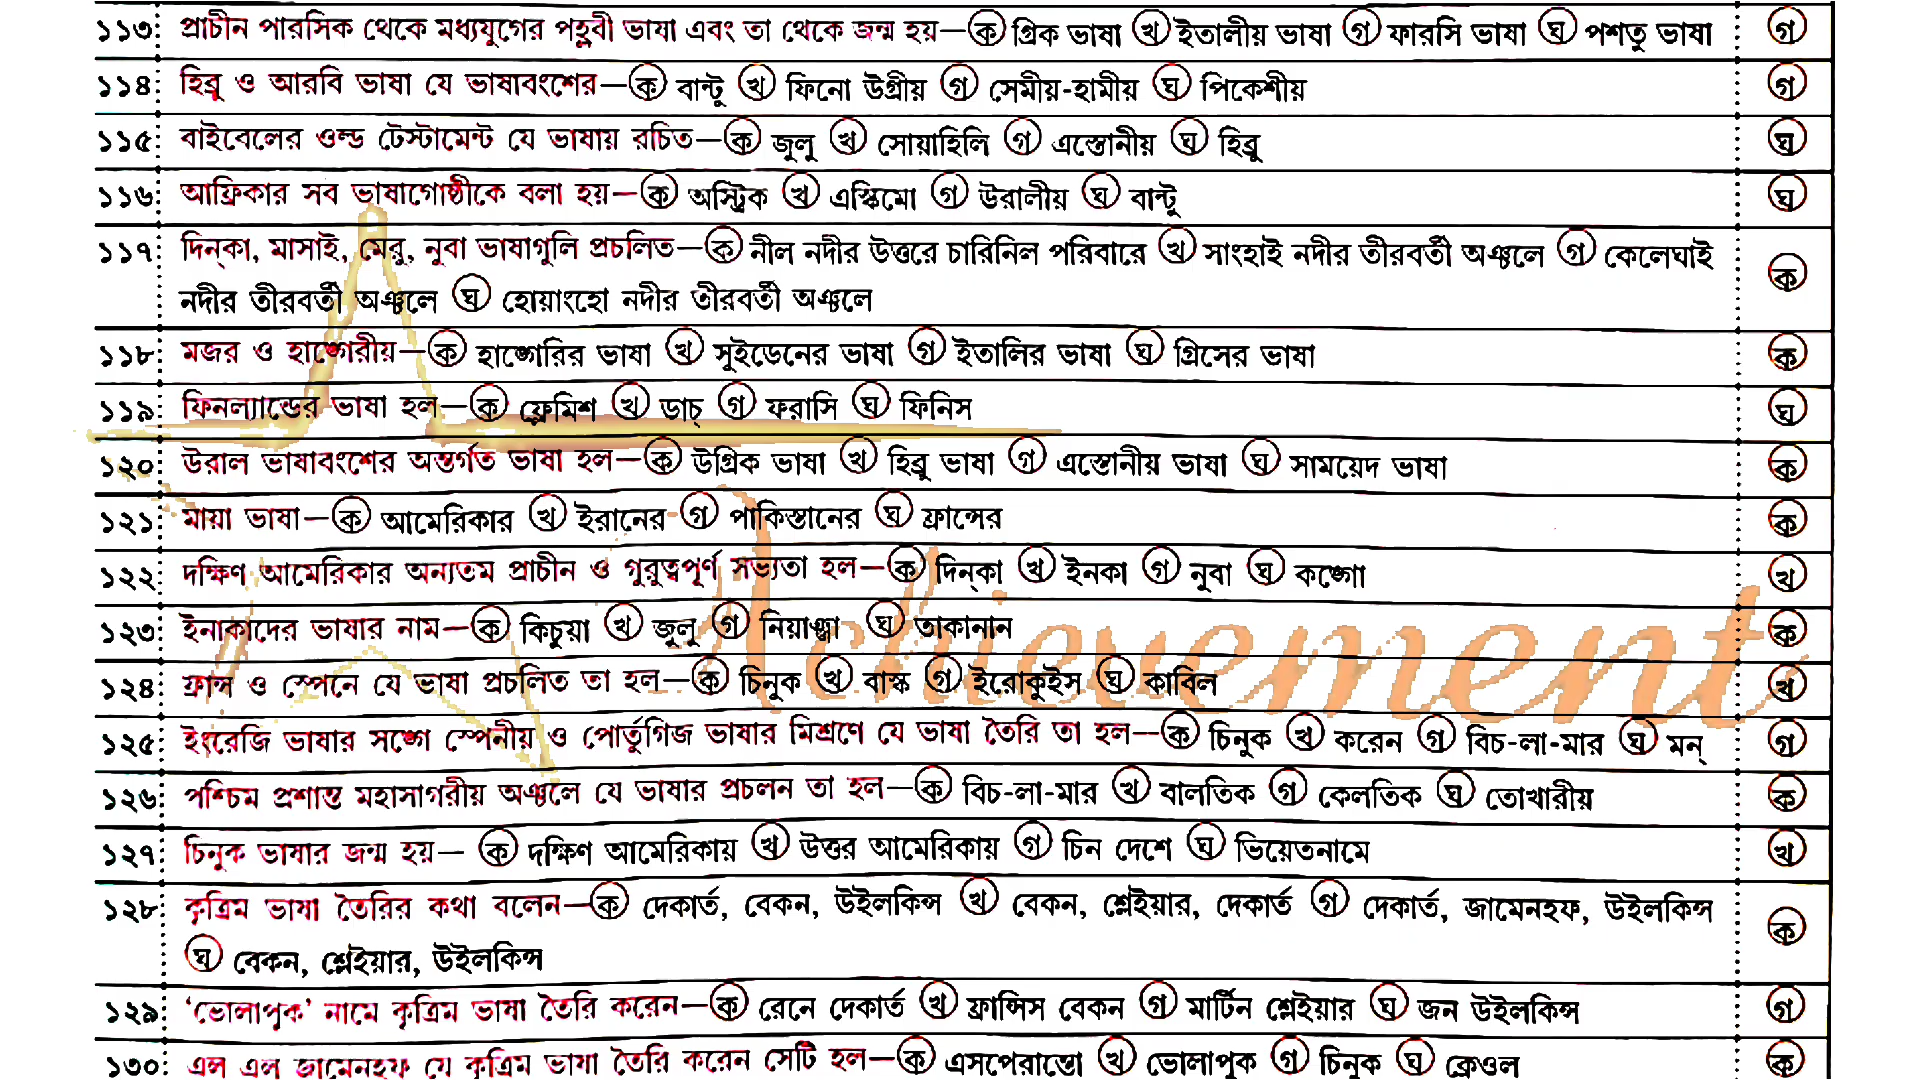 ১১৩ প্রাচীন পারসিক থেকে মধ্যযুগের পহ্লবী ভাষা এবং তা থেকে জন্ম হয়— ক গ্রিক ভাষা খ ইতালীয় ভাষা গ ফারসি ভাষা ঘ পশতু ভাষা গ
১১৪ হিব্রু ও আরবি ভাষা যে ভাষাবংশের— ক বান্টু খ ফিনো উগ্রীয় গ সেমীয়-হামীয় ঘ পিকেশীয় গ
১১৫ বাইবেলের ওল্ড টেস্টামেন্ট যে ভাষায় রচিত— ক জুলু খ সোয়াহিলি গ এস্তোনীয় ঘ হিব্রু ঘ
১১৬ আফ্রিকার সব ভাষাগোষ্ঠীকে বলা হয়— ক অস্ট্রিক খ এস্কিমো গ উরালীয় ঘ বান্টু ঘ
১১৭ দিন্‌কা, মাসাই, মেরু, নুবা ভাষাগুলি প্রচলিত— ক নীল নদীর উত্তরে চারিনিল পরিবারে খ সাংহাই নদীর তীরবর্তী অঞ্চলে গ কেলেঘাই
নদীর তীরবর্তী অঞ্চলে ঘ হোয়াংহো নদীর তীরবর্তী অঞ্চলে ক
১১৮ মজর ও হাঙ্গেরীয়— ক হাঙ্গেরির ভাষা খ সুইডেনের ভাষা গ ইতালির ভাষা ঘ গ্রিসের ভাষা ক
১১৯ ফিনল্যান্ডের ভাষা হল— ক ফ্লেমিশ খ ডাচ্ গ ফরাসি ঘ ফিনিস ঘ
১২০ উরাল ভাষাবংশের অন্তর্গত ভাষা হল— ক উগ্রিক ভাষা খ হিব্রু ভাষা গ এস্তোনীয় ভাষা ঘ সাময়েদ ভাষা ক
১২১ মায়া ভাষা— ক আমেরিকার খ ইরানের গ পাকিস্তানের ঘ ফ্রান্সের ক
১২২ দক্ষিণ আমেরিকার অন্যতম প্রাচীন ও গুরুত্বপূর্ণ সভ্যতা হল— ক দিন্‌কা খ ইনকা গ নুবা ঘ কঙ্গো খ
১২৩ ইনাকাদের ভাষার নাম— ক কিচুয়া খ জুলু গ নিয়াঞ্জা ঘ তাকানান ক
১২৪ ফ্রান্স ও স্পেনে যে ভাষা প্রচলিত তা হল— ক চিনুক খ বাস্ক গ ইরোকুইস ঘ কাবিল খ
১২৫ ইংরেজি ভাষার সঙ্গে স্পেনীয় ও পোর্তুগিজ ভাষার মিশ্রণে যে ভাষা তৈরি তা হল— ক চিনুক খ করেন গ বিচ-লা-মার ঘ মন্ গ
১২৬ পশ্চিম প্রশান্ত মহাসাগরীয় অঞ্চলে যে ভাষার প্রচলন তা হল— ক বিচ-লা-মার খ বালতিক গ কেলতিক ঘ তোখারীয় ক
১২৭ চিনুক ভাষার জন্ম হয়— ক দক্ষিণ আমেরিকায় খ উত্তর আমেরিকায় গ চিন দেশে ঘ ভিয়েতনামে খ
১২৮ কৃত্রিম ভাষা তৈরির কথা বলেন— ক দেকার্ত, বেকন, উইলকিন্স খ বেকন, শ্লেইয়ার, দেকার্ত গ দেকার্ত, জামেনহফ, উইলকিন্স
ঘ বেকন, শ্লেইয়ার, উইলকিন্স ক
১২৯ ‘ভোলাপুক’ নামে কৃত্রিম ভাষা তৈরি করেন— ক রেনে দেকার্ত খ ফ্রান্সিস বেকন গ মার্টিন শ্লেইয়ার ঘ জন উইলকিন্স গ
১৩০ এল এল জামেনহফ যে কৃত্রিম ভাষা তৈরি করেন সেটি হল— ক এসপেরান্তো খ ভোলাপুক গ চিনুক ঘ ক্রেওল ক
Achievement